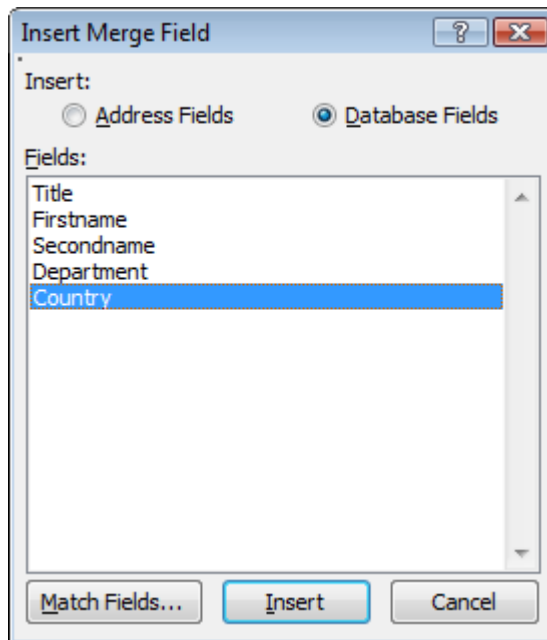 Insert Merge Field
Insert:
Address Fields Database Fields
Fields:
Title
Firstname
Secondname
Department
Country
Match Fields... Insert Cancel